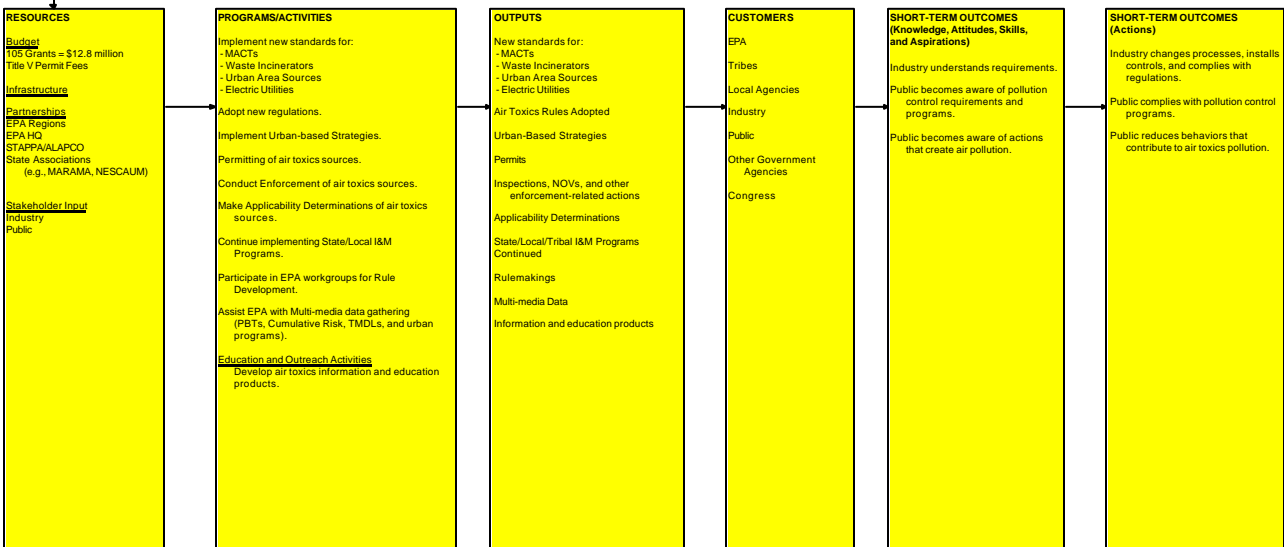 RESOURCES
Budget
105 Grants = $12.8 million
Title V Permit Fees
Infrastructure
Partnerships
EPA Regions
EPA HQ
STAPPA/ALAPCO
State Associations
(e.g., MARAMA, NESCAUM)
Stakeholder Input
Industry
Public
PROGRAMS/ACTIVITIES
Implement new standards for:
- MACTs
- Waste Incinerators
- Urban Area Sources
- Electric Utilities
Adopt new regulations.
Implement Urban-based Strategies.
Permitting of air toxics sources.
Conduct Enforcement of air toxics sources.
Make Applicability Determinations of air toxics
sources.
Continue implementing State/Local I&M
Programs.
Participate in EPA workgroups for Rule
Development.
Assist EPA with Multi-media data gathering
(PBTs, Cumulative Risk, TMDLs, and urban
programs).
Education and Outreach Activities
Develop air toxics information and education
products.
OUTPUTS
New standards for:
- MACTs
- Waste Incinerators
- Urban Area Sources
- Electric Utilities
Air Toxics Rules Adopted
Urban-Based Strategies
Permits
Inspections, NOVs, and other
enforcement-related actions
Applicability Determinations
State/Local/Tribal I&M Programs
Continued
Rulemakings
Multi-media Data
Information and education products
CUSTOMERS
EPA
Tribes
Local Agencies
Industry
Public
Other Government
Agencies
Congress
SHORT-TERM OUTCOMES
(Knowledge, Attitudes, Skills,
and Aspirations)
Industry understands requirements.
Public becomes aware of pollution
control requirements and
programs.
Public becomes aware of actions
that create air pollution.
SHORT-TERM OUTCOMES
(Actions)
Industry changes processes, installs
controls, and complies with
regulations.
Public complies with pollution control
programs.
Public reduces behaviors that
contribute to air toxics pollution.